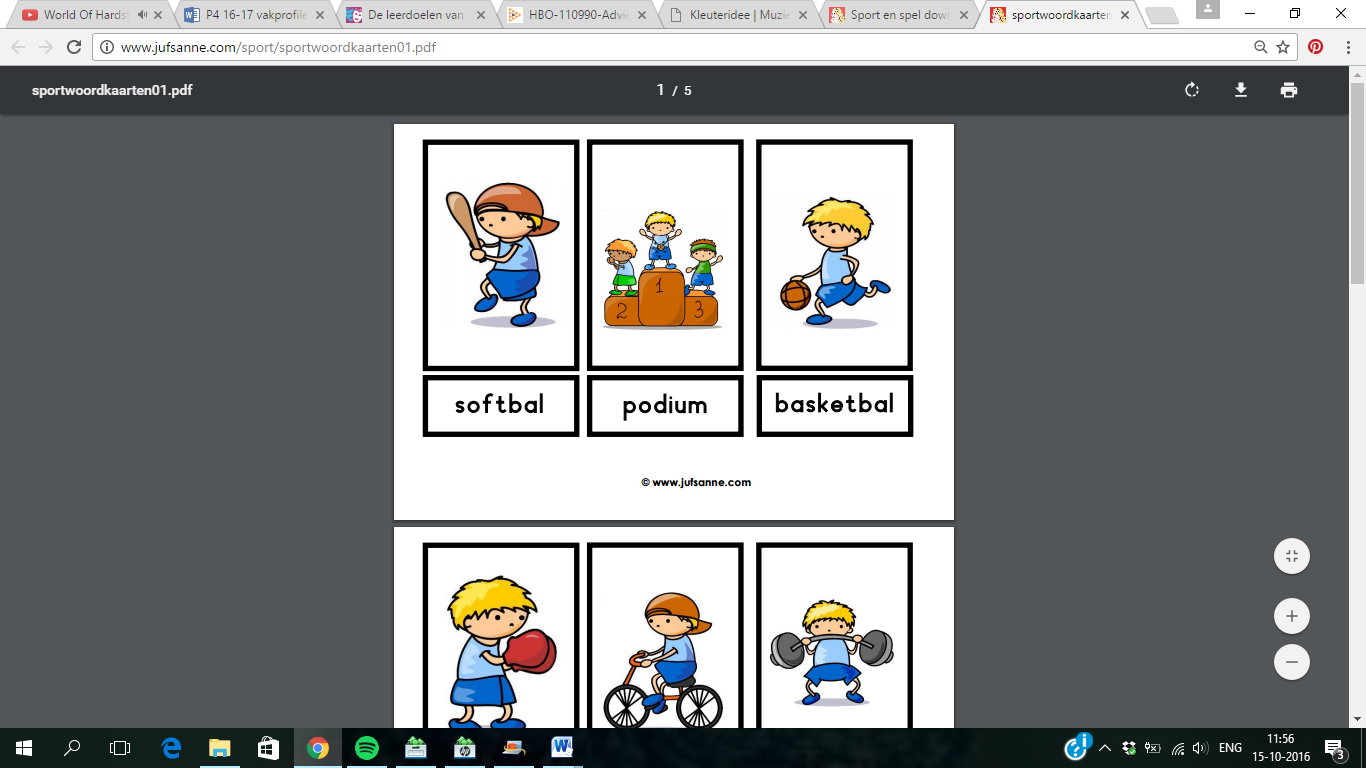 World Of Hards
P4 16-17 vakprofile
De leerdoelen van
HBO-110990-Advie
Kleuteridee | Muzie
Sport en spel down
sportwoordkaarten
www.jufsanne.com/sport/sportwoordkaarten01.pdf
sportwoordkaarten01.pdf
1 / 5
2 1 3
softbal
podium
basketbal
© www.jufsanne.com
ENG
11:56
15-10-2016
3